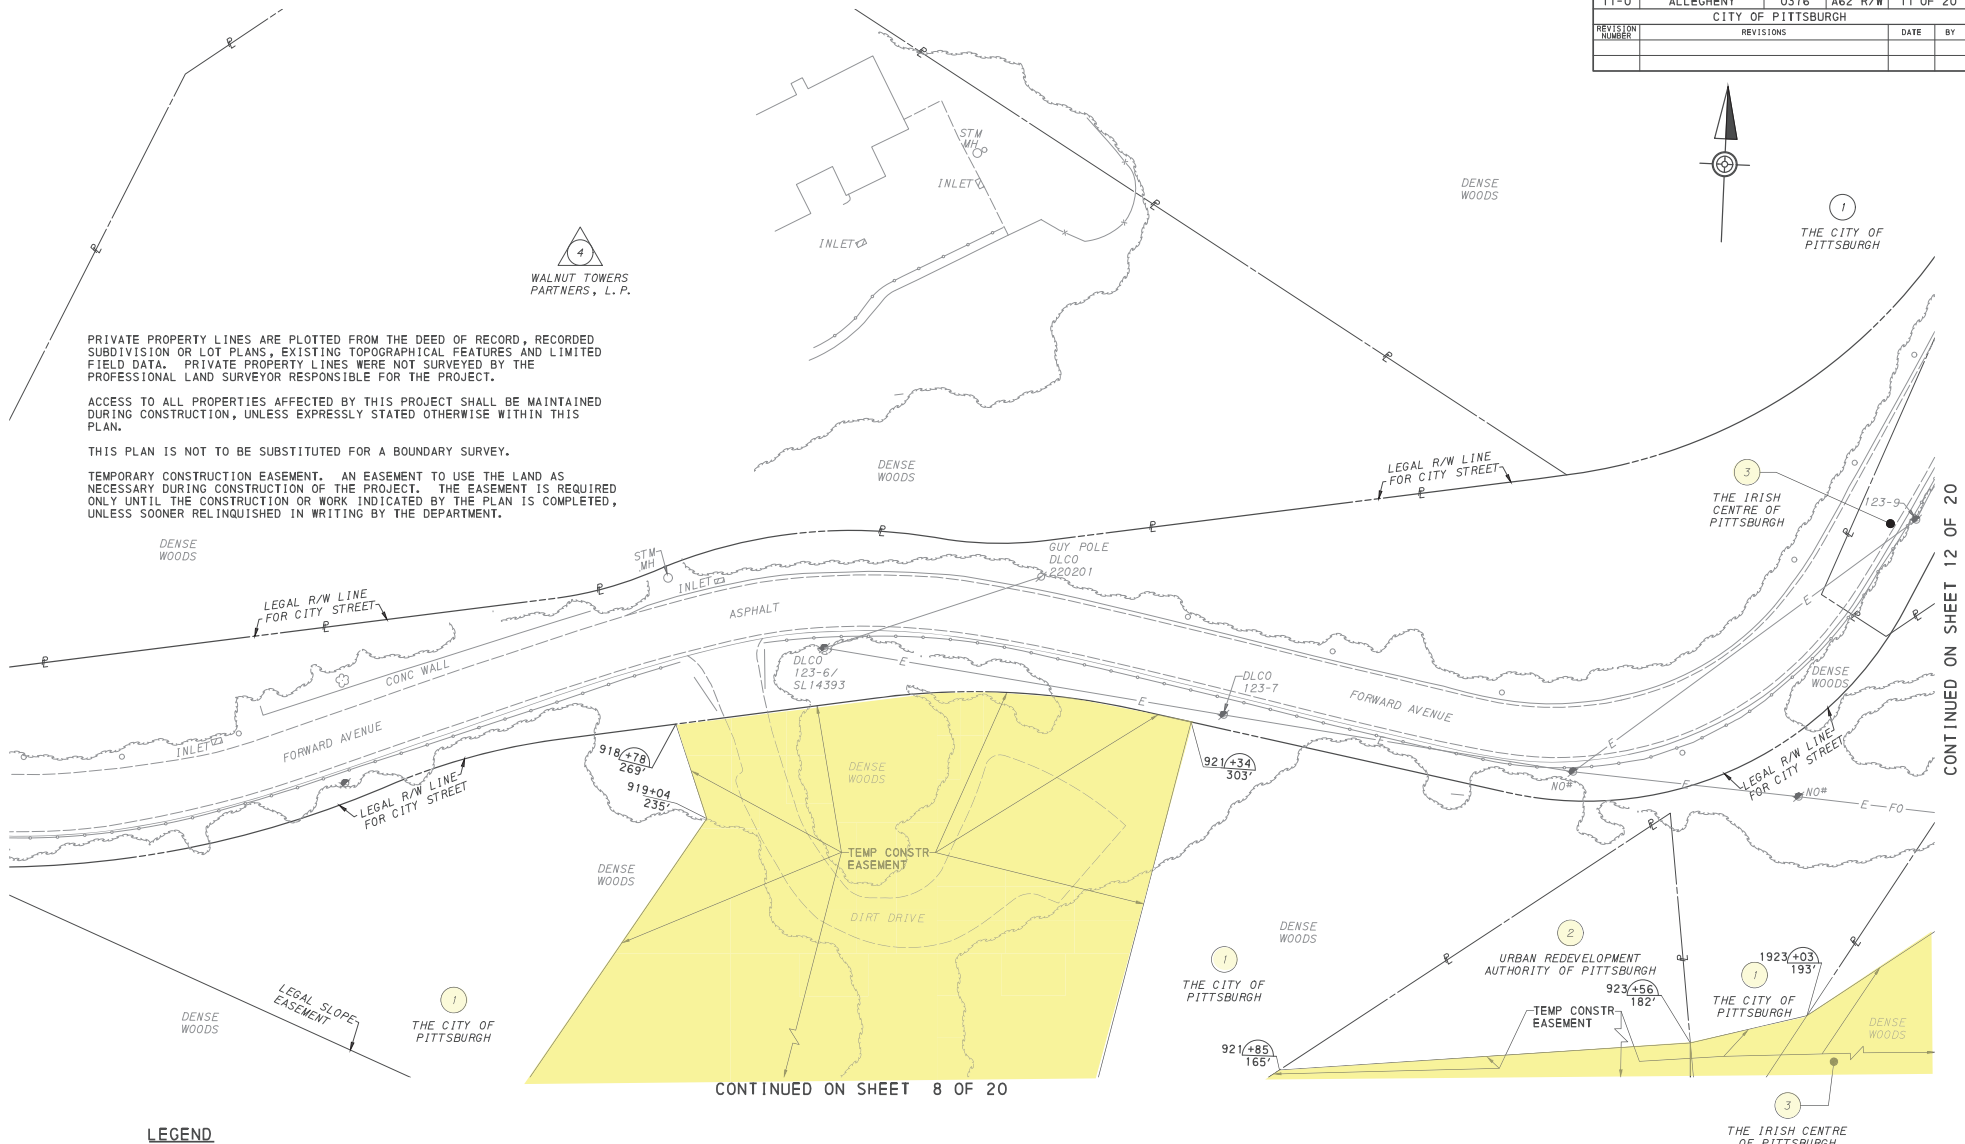 11-0 ALLEGHENY 0376 A62 R/W 11 OF 20
CITY OF PITTSBURGH
REVISION NUMBER REVISIONS DATE BY
STM
MH
INLET
INLET
DENSE
WOODS
1
THE CITY OF
PITTSBURGH
4
WALNUT TOWERS
PARTNERS, L.P.
PRIVATE PROPERTY LINES ARE PLOTTED FROM THE DEED OF RECORD, RECORDED
SUBDIVISION OR LOT PLANS, EXISTING TOPOGRAPHICAL FEATURES AND LIMITED
FIELD DATA. PRIVATE PROPERTY LINES WERE NOT SURVEYED BY THE
PROFESSIONAL LAND SURVEYOR RESPONSIBLE FOR THE PROJECT.
ACCESS TO ALL PROPERTIES AFFECTED BY THIS PROJECT SHALL BE MAINTAINED
DURING CONSTRUCTION, UNLESS EXPRESSLY STATED OTHERWISE WITHIN THIS
PLAN.
THIS PLAN IS NOT TO BE SUBSTITUTED FOR A BOUNDARY SURVEY.
TEMPORARY CONSTRUCTION EASEMENT. AN EASEMENT TO USE THE LAND AS
NECESSARY DURING CONSTRUCTION OF THE PROJECT. THE EASEMENT IS REQUIRED
ONLY UNTIL THE CONSTRUCTION OR WORK INDICATED BY THE PLAN IS COMPLETED,
UNLESS SOONER RELINQUISHED IN WRITING BY THE DEPARTMENT.
DENSE
WOODS
LEGAL R/W LINE
FOR CITY STREET
3
THE IRISH
CENTRE OF
PITTSBURGH
123-9
CONTINUED ON SHEET 12 OF 20
DENSE
WOODS
STM
MH
INLET
GUY POLE
DLCO
220201
LEGAL R/W LINE
FOR CITY STREET
ASPHALT
CONC WALL
DLCO
123-6/
SL14393
E
E
E
DLCO
123-7
FORWARD AVENUE
DENSE
WOODS
INLET
FORWARD AVENUE
E
E
918+78
269'
919+04
235'
DENSE
WOODS
921+34
303'
LEGAL R/W LINE
FOR CITY STREET
LEGAL R/W LINE
FOR CITY STREET
NO#
E
NO#
E
FO
TEMP CONSTR
EASEMENT
DENSE
WOODS
DIRT DRIVE
DENSE
WOODS
LEGAL SLOPE
EASEMENT
DENSE
WOODS
1
THE CITY OF
PITTSBURGH
1
THE CITY OF
PITTSBURGH
2
URBAN REDEVELOPMENT
AUTHORITY OF PITTSBURGH
923+56
182'
1923+03
193'
1
THE CITY OF
PITTSBURGH
TEMP CONSTR
EASEMENT
DENSE
WOODS
921+85
165'
CONTINUED ON SHEET 8 OF 20
3
THE IRISH CENTRE
OF PITTSBURGH
LEGEND